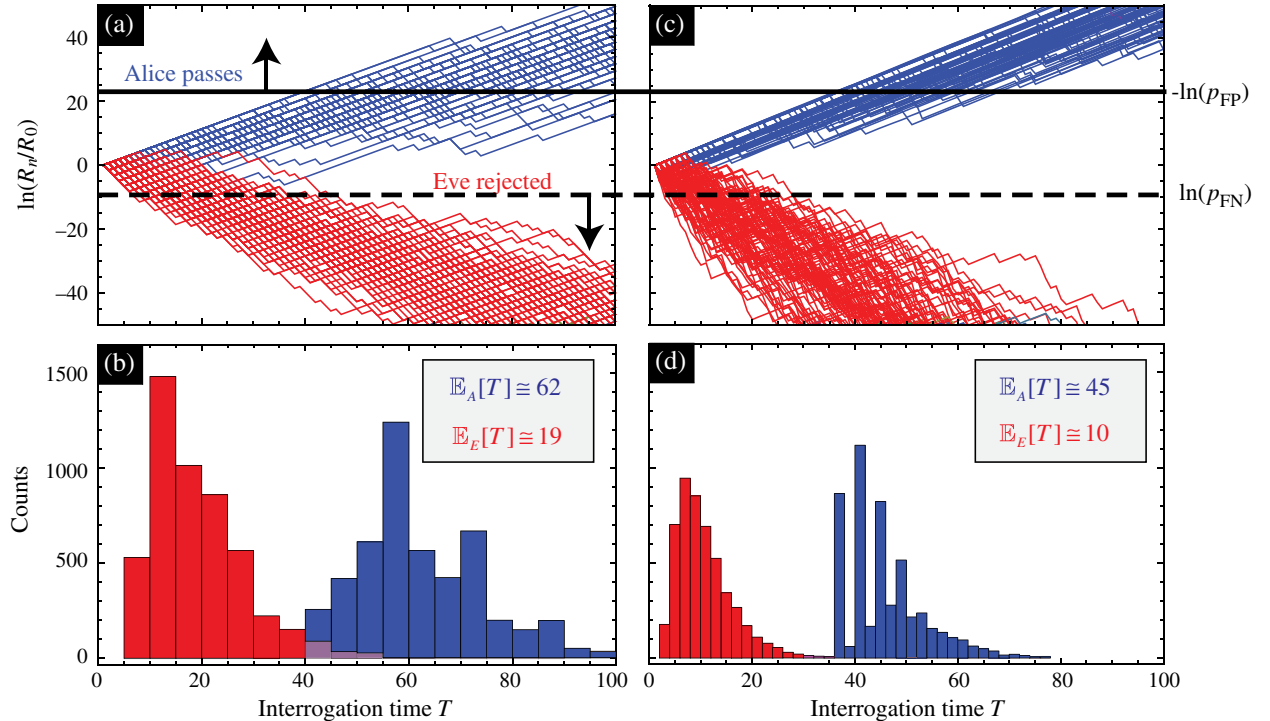 (a)
40
20
0
−20
−40
ln(Rₙ/R₀)
Alice passes
Eve rejected
(c)
-ln(p_FP)
ln(p_FN)
(b)
1500
1000
500
0
Counts
𝔼_A[T] ≅ 62
𝔼_E[T] ≅ 19
0 20 40 60 80 100
Interrogation time T
(d)
𝔼_A[T] ≅ 45
𝔼_E[T] ≅ 10
0 20 40 60 80 100
Interrogation time T